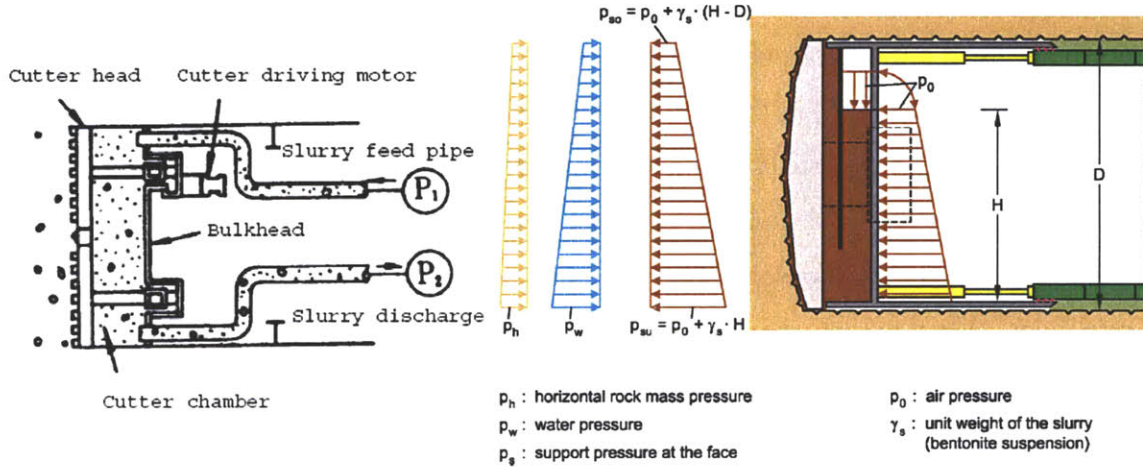 Cutter head
Cutter driving motor
Slurry feed pipe
P₁
Bulkhead
P₂
Slurry discharge
Cutter chamber
pₛₒ = p₀ + γₛ · (H - D)
pₕ
p_w
pₛᵤ = p₀ + γₛ · H
p₀
H
D
pₕ : horizontal rock mass pressure
p_w : water pressure
pₛ : support pressure at the face
p₀ : air pressure
γₛ : unit weight of the slurry
(bentonite suspension)